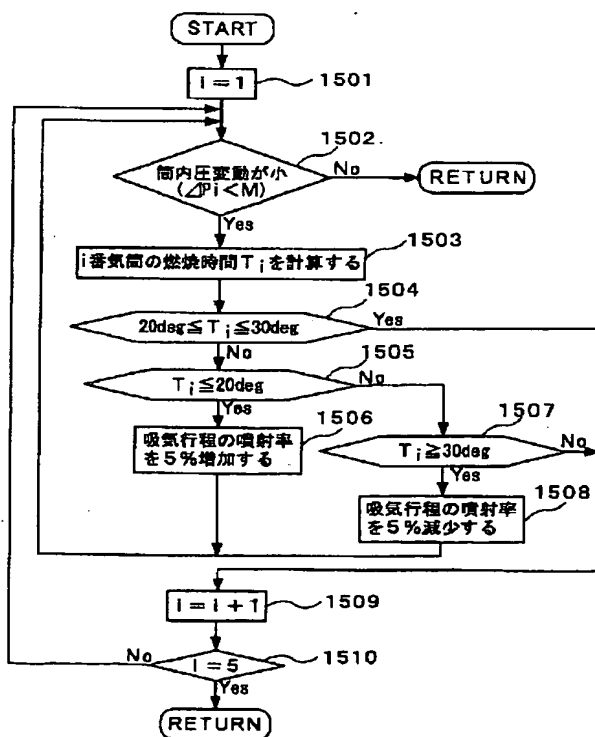 START
i=1
1501
1502.
筒内圧変動が小
(⊿Pi<M)
No
RETURN
Yes
1503
i番気筒の燃焼時間Tiを計算する
1504
20deg≦Ti≦30deg
Yes
No
1505
Ti≦20deg
No
Yes
1506
吸気行程の噴射率
を5%増加する
1507
Ti≧30deg
No
Yes
1508
吸気行程の噴射率
を5%減少する
i=i+1
1509
No
i=5
1510
Yes
RETURN